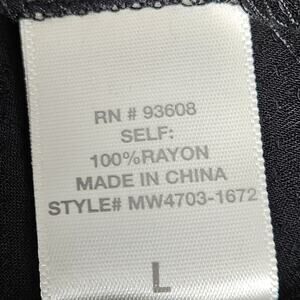 RN # 93608
SELF:
100%RAYON
MADE IN CHINA
STYLE# MW4703-1672
L